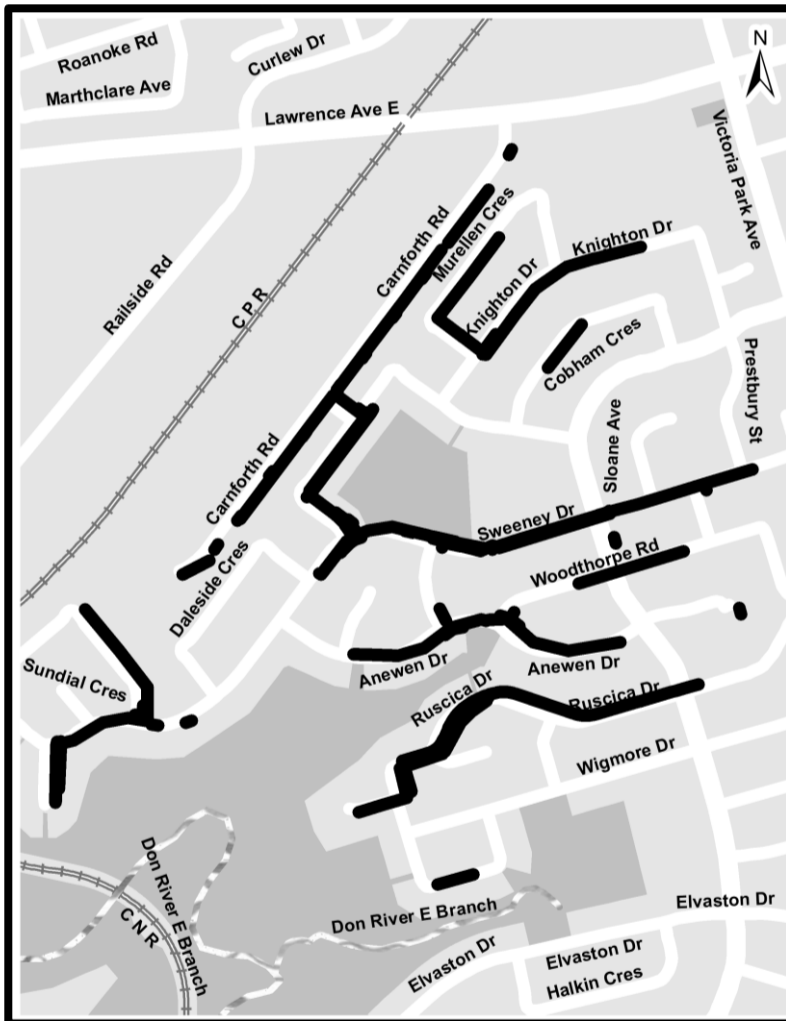 Roanoke Rd
Curlew Dr
N
Marthclare Ave
Lawrence Ave E
Victoria Park Ave
Carnforth Rd
Murellen Cres
Knighton Dr
Railside Rd
C P R
Knighton Dr
Cobham Cres
Prestbury St
Sloane Ave
Carnforth Rd
Sweeney Dr
Woodthorpe Rd
Daleside Cres
Sundial Cres
Anewen Dr
Anewen Dr
Ruscica Dr
Ruscica Dr
Wigmore Dr
Don River E Branch
C N R
Don River E Branch
Elvaston Dr
Elvaston Dr
Elvaston Dr
Halkin Cres